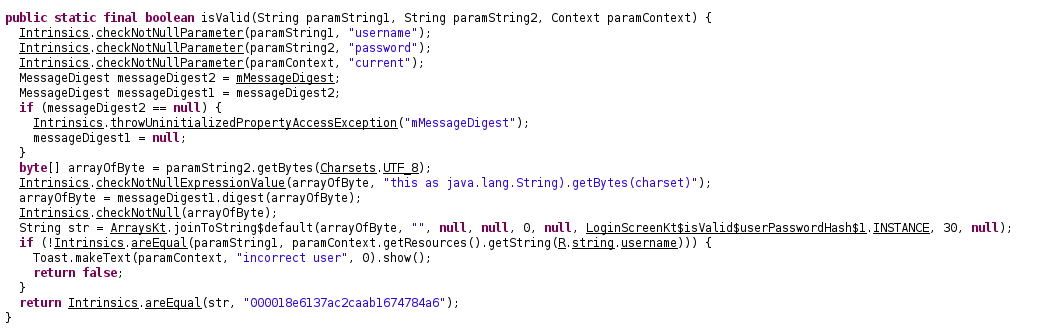 public static final boolean isValid(String paramString1, String paramString2, Context paramContext) {
  Intrinsics.checkNotNullParameter(paramString1, "username");
  Intrinsics.checkNotNullParameter(paramString2, "password");
  Intrinsics.checkNotNullParameter(paramContext, "current");
  MessageDigest messageDigest2 = mMessageDigest;
  MessageDigest messageDigest1 = messageDigest2;
  if (messageDigest2 == null) {
    Intrinsics.throwUninitializedPropertyAccessException("mMessageDigest");
    messageDigest1 = null;
  }
  byte[] arrayOfByte = paramString2.getBytes(Charsets.UTF_8);
  Intrinsics.checkNotNullExpressionValue(arrayOfByte, "this as java.lang.String).getBytes(charset)");
  arrayOfByte = messageDigest1.digest(arrayOfByte);
  Intrinsics.checkNotNull(arrayOfByte);
  String str = ArraysKt.joinToString$default(arrayOfByte, "", null, null, 0, null, LoginScreenKt$isValid$userPasswordHash$1.INSTANCE, 30, null);
  if (!Intrinsics.areEqual(paramString1, paramContext.getResources().getString(R.string.username))) {
    Toast.makeText(paramContext, "incorrect user", 0).show();
    return false;
  }
  return Intrinsics.areEqual(str, "000018e6137ac2caab1674784a6");
}